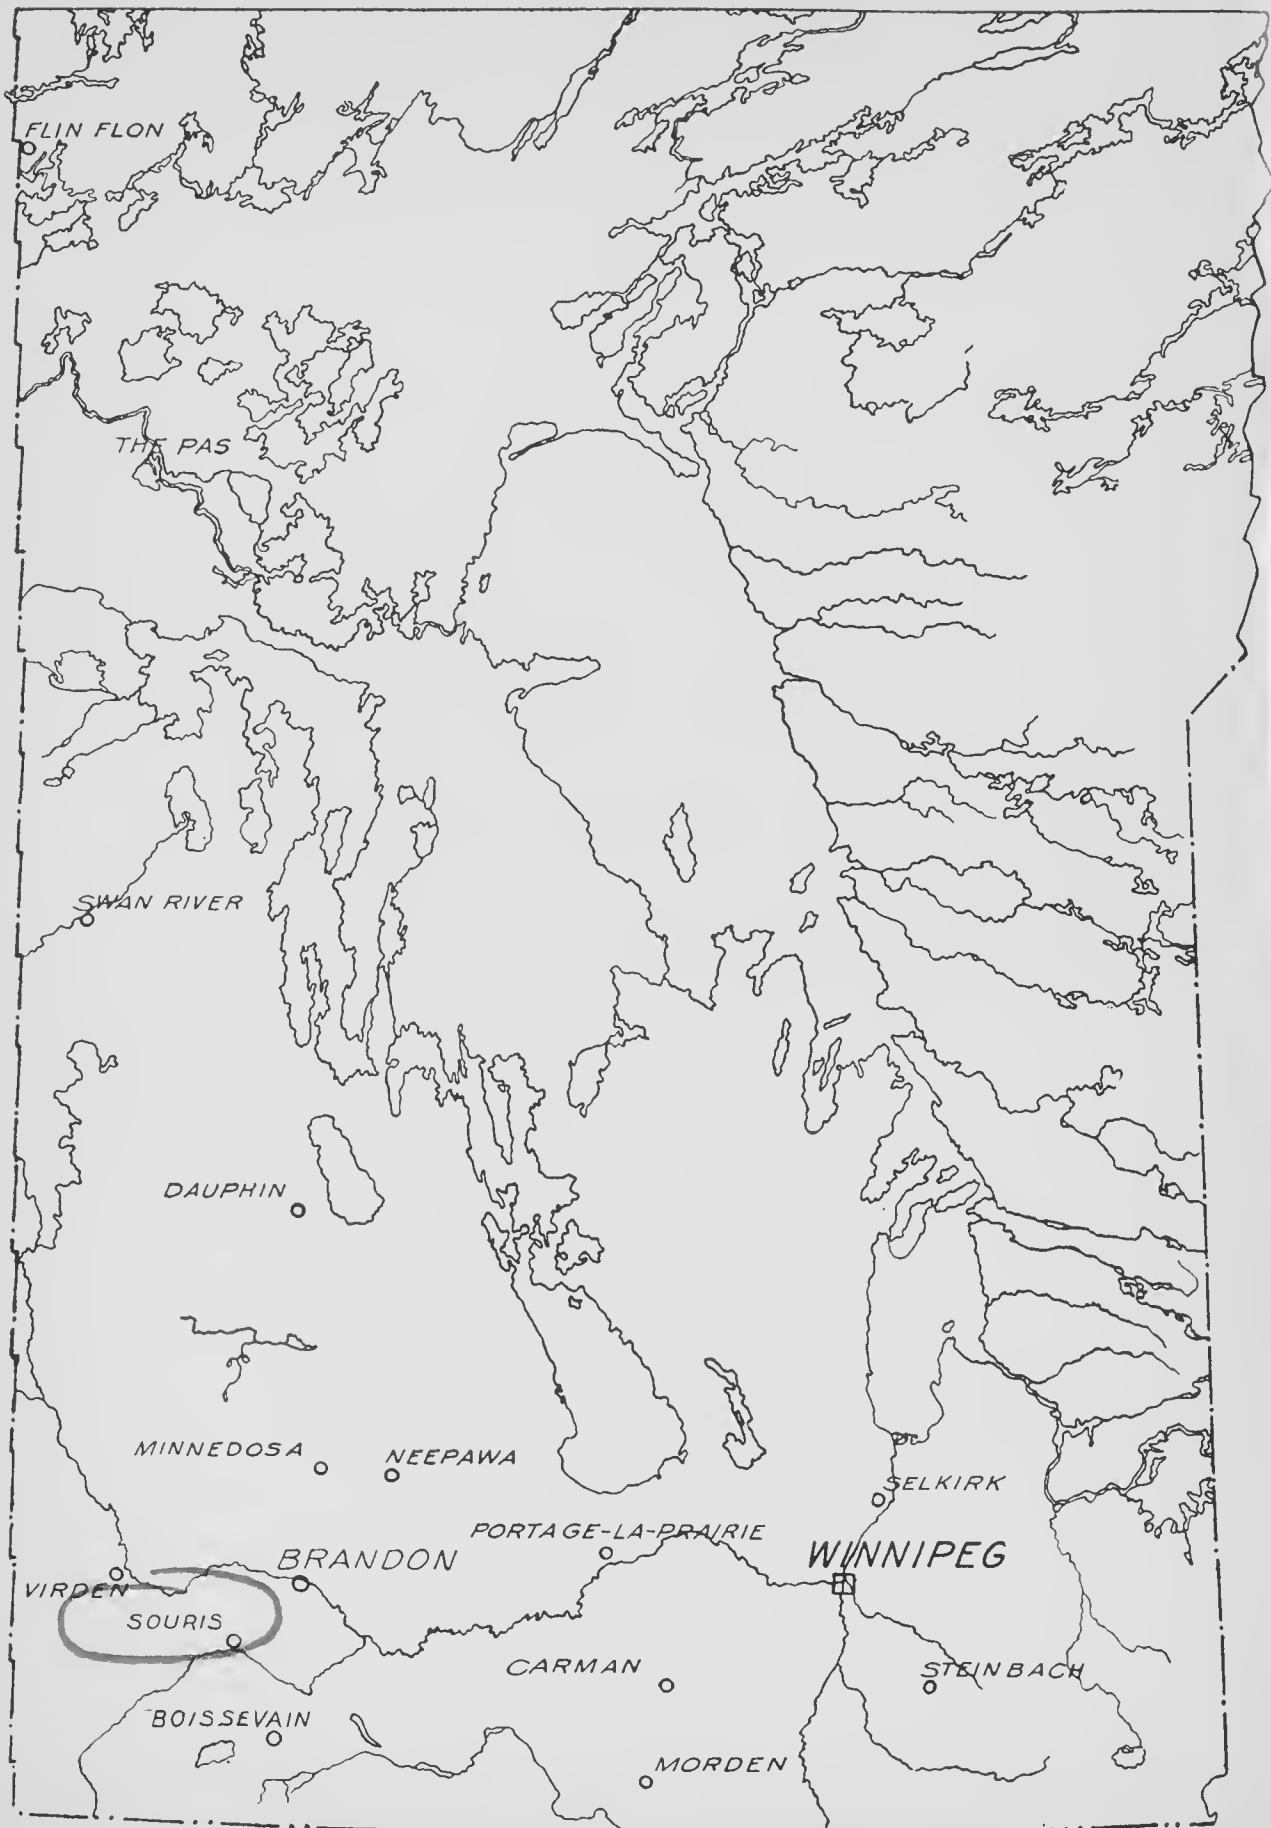 FLIN FLON
THE PAS
SWAN RIVER
DAUPHIN
MINNEDOSA
NEEPAWA
SELKIRK
PORTAGE-LA-PRAIRIE
BRANDON
WINNIPEG
VIRDEN
SOURIS
CARMAN
STEINBACH
BOISSEVAIN
MORDEN